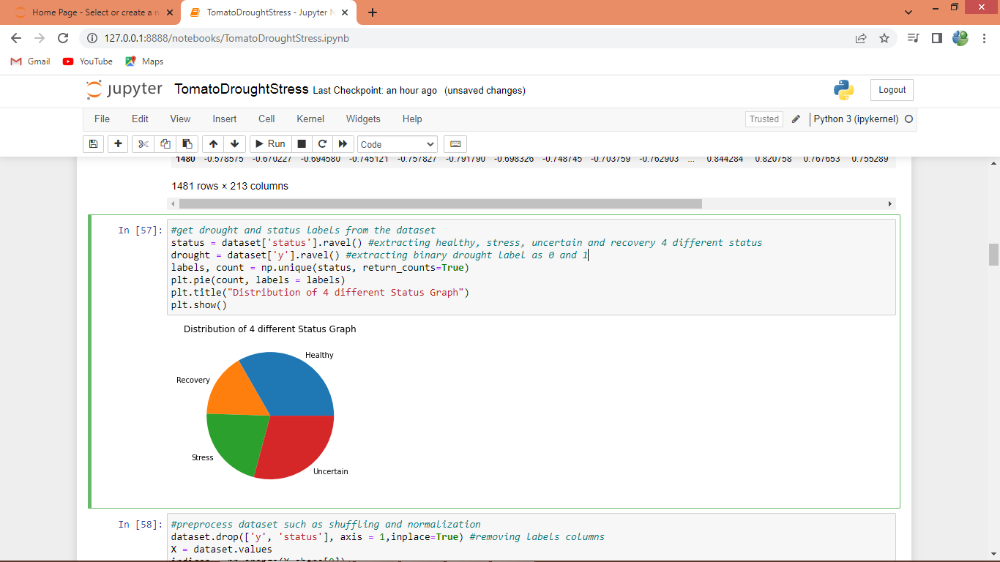 Home Page - Select or create a n
TomatoDroughtStress - Jupyter N
127.0.0.1:8888/notebooks/TomatoDroughtStress.ipynb
Gmail YouTube Maps
jupyter TomatoDroughtStress Last Checkpoint: an hour ago (unsaved changes) Logout
File Edit View Insert Cell Kernel Widgets Help Trusted Python 3 (ipykernel)
Run Code
1480 -0.578575 -0.670227 -0.694580 -0.745121 -0.757827 -0.791790 -0.698326 -0.748745 -0.703759 -0.762903 ... 0.844284 0.820758 0.767653 0.755289
1481 rows × 213 columns
In [57]: #get drought and status labels from the dataset
status = dataset['status'].ravel() #extracting healthy, stress, uncertain and recovery 4 different status
drought = dataset['y'].ravel() #extracting binary drought label as 0 and 1
labels, count = np.unique(status, return_counts=True)
plt.pie(count, labels = labels)
plt.title("Distribution of 4 different Status Graph")
plt.show()
Distribution of 4 different Status Graph
Healthy
Recovery
Stress
Uncertain
In [58]: #preprocess dataset such as shuffling and normalization
dataset.drop(['y', 'status'], axis = 1,inplace=True) #removing labels columns
X = dataset.values